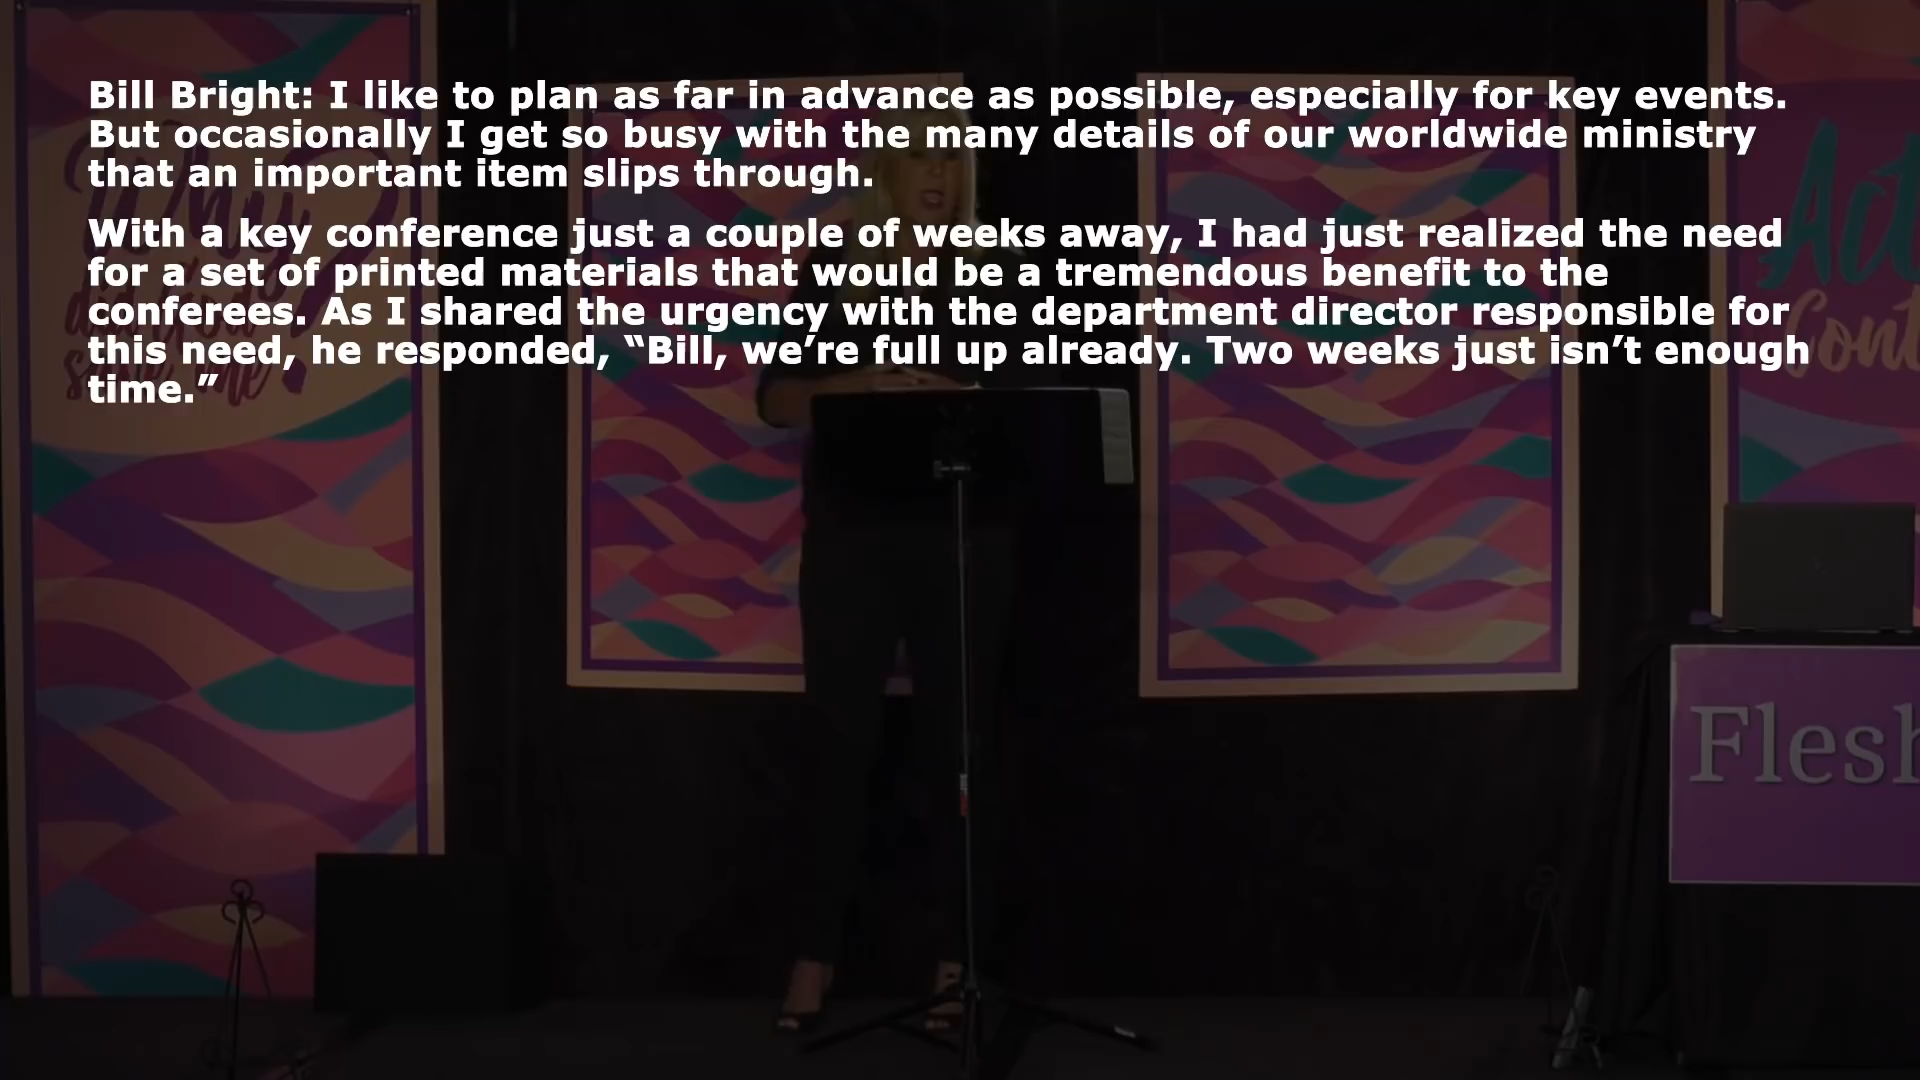 Bill Bright: I like to plan as far in advance as possible, especially for key events.
But occasionally I get so busy with the many details of our worldwide ministry
that an important item slips through.
With a key conference just a couple of weeks away, I had just realized the need
for a set of printed materials that would be a tremendous benefit to the
conferees. As I shared the urgency with the department director responsible for
this need, he responded, “Bill, we’re full up already. Two weeks just isn’t enough
time.”
Why